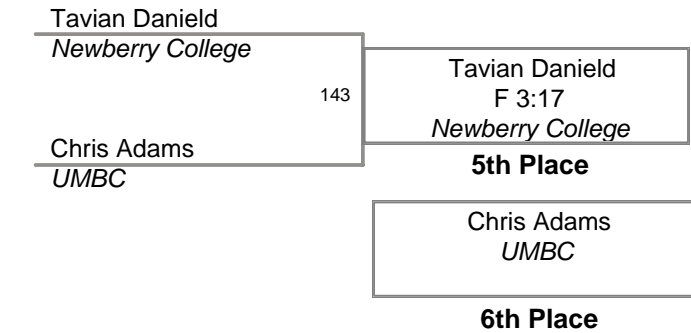 Tavian Danield
Newberry College
143
Chris Adams
UMBC
Tavian Danield
F 3:17
Newberry College
5th Place
Chris Adams
UMBC
6th Place